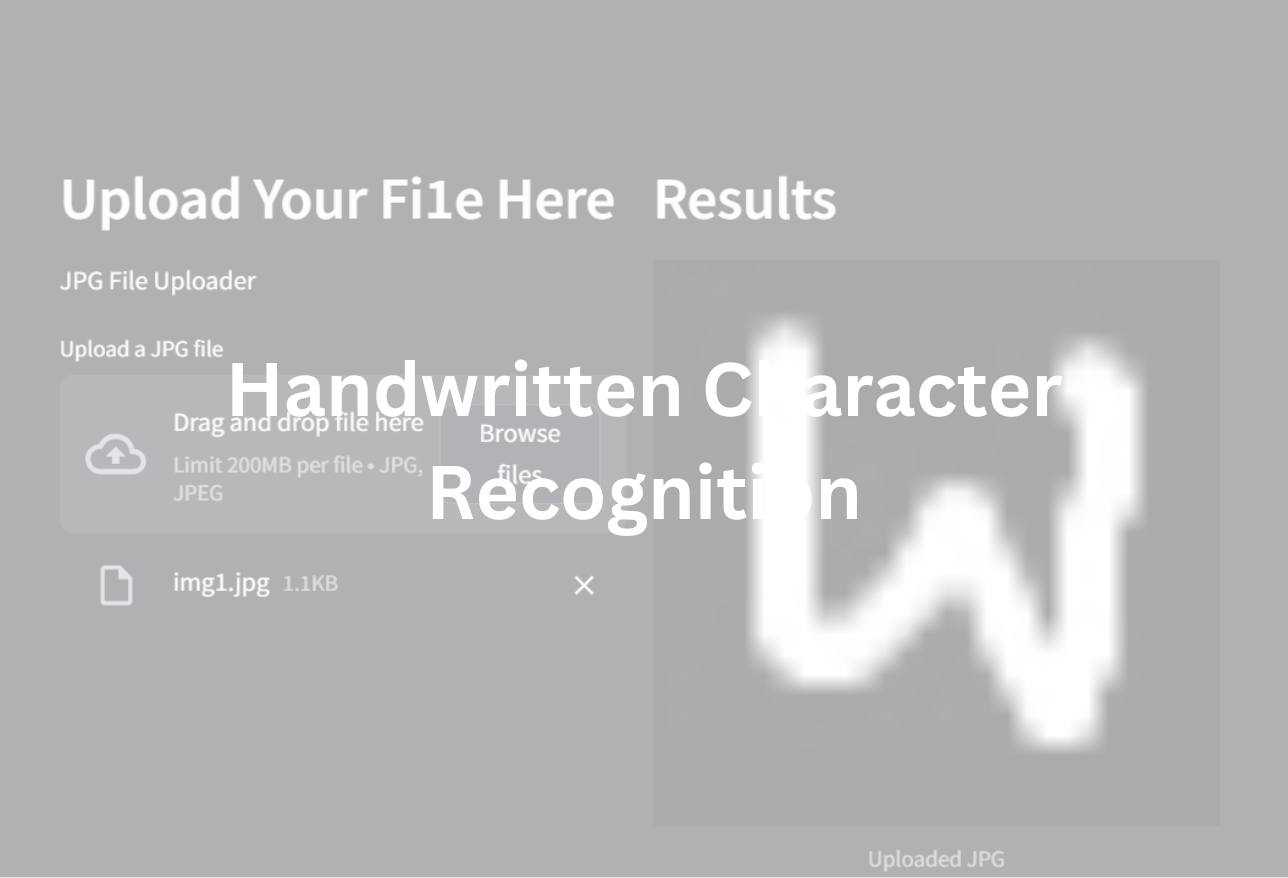 Upload Your Fi1e Here
Results
JPG File Uploader
Upload a JPG file
Handwritten Character
Recognition
Drag and drop file here
Limit 200MB per file • JPG,
JPEG
Browse
files
img1.jpg 1.1KB
W
Uploaded JPG